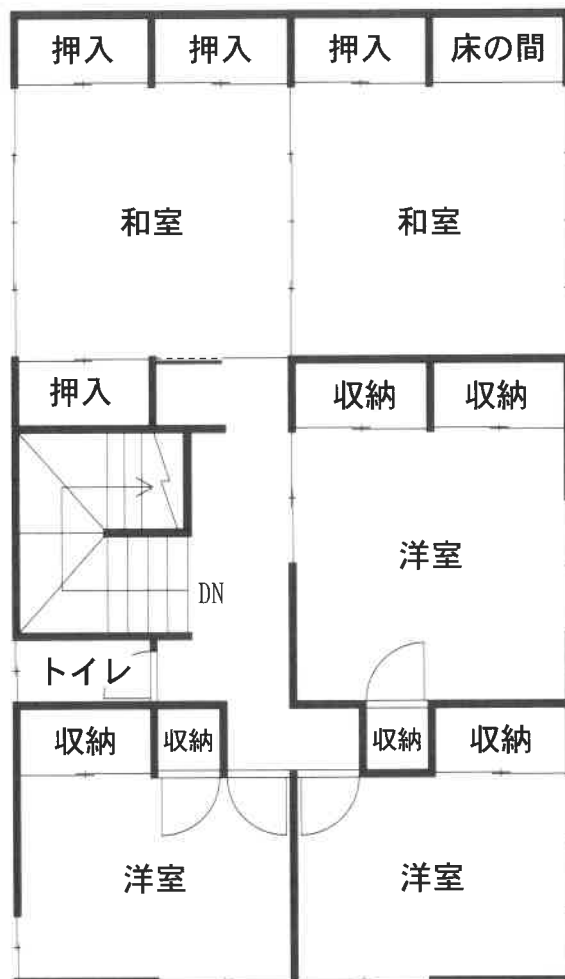 押入 押入 押入 床の間
和室 和室
押入 収納 収納
洋室
DN
トイレ
収納 収納 収納 収納
洋室 洋室